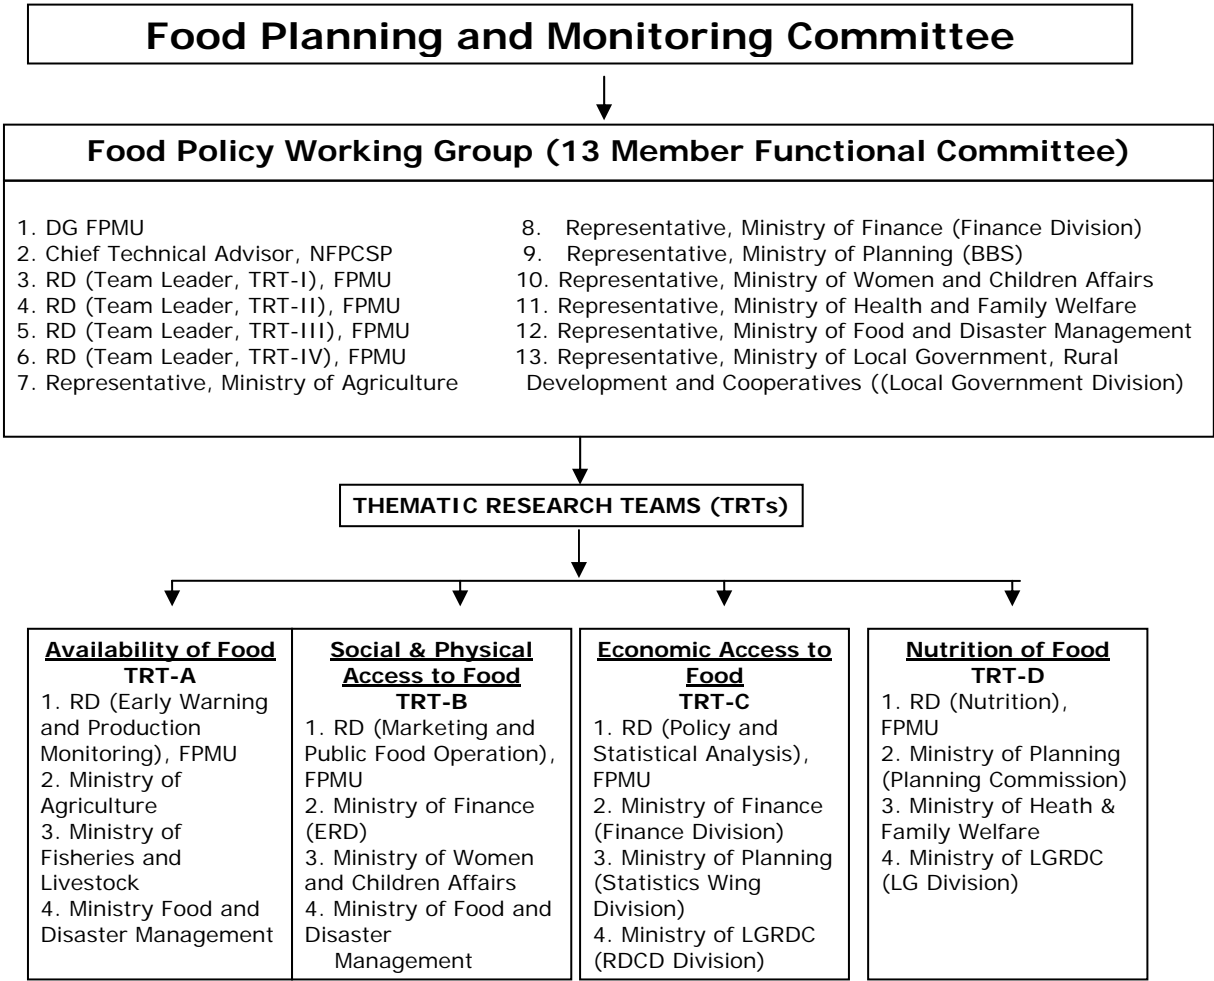 Food Planning and Monitoring Committee
Food Policy Working Group (13 Member Functional Committee)
1. DG FPMU
2. Chief Technical Advisor, NFPCSP
3. RD (Team Leader, TRT-I), FPMU
4. RD (Team Leader, TRT-II), FPMU
5. RD (Team Leader, TRT-III), FPMU
6. RD (Team Leader, TRT-IV), FPMU
7. Representative, Ministry of Agriculture
8. Representative, Ministry of Finance (Finance Division)
9. Representative, Ministry of Planning (BBS)
10. Representative, Ministry of Women and Children Affairs
11. Representative, Ministry of Health and Family Welfare
12. Representative, Ministry of Food and Disaster Management
13. Representative, Ministry of Local Government, Rural
Development and Cooperatives ((Local Government Division)
THEMATIC RESEARCH TEAMS (TRTs)
Availability of Food
TRT-A
1. RD (Early Warning
and Production
Monitoring), FPMU
2. Ministry of
Agriculture
3. Ministry of
Fisheries and
Livestock
4. Ministry Food and
Disaster Management
Social & Physical
Access to Food
TRT-B
1. RD (Marketing and
Public Food Operation),
FPMU
2. Ministry of Finance
(ERD)
3. Ministry of Women
and Children Affairs
4. Ministry of Food and
Disaster
Management
Economic Access to
Food
TRT-C
1. RD (Policy and
Statistical Analysis),
FPMU
2. Ministry of Finance
(Finance Division)
3. Ministry of Planning
(Statistics Wing
Division)
4. Ministry of LGRDC
(RDCD Division)
Nutrition of Food
TRT-D
1. RD (Nutrition),
FPMU
2. Ministry of Planning
(Planning Commission)
3. Ministry of Heath &
Family Welfare
4. Ministry of LGRDC
(LG Division)